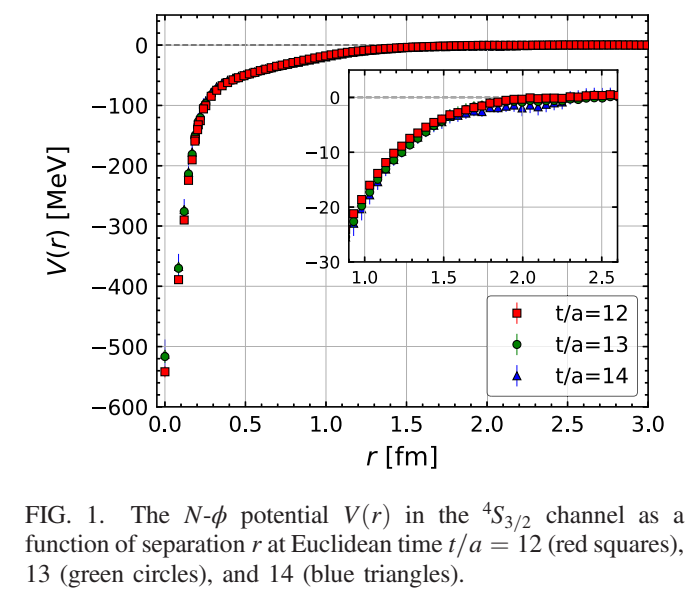 0
−100
−200
−300
−400
−500
−600
V(r) [MeV]
0
−10
−20
−30
1.0 1.5 2.0 2.5
t/a=12
t/a=13
t/a=14
0.0 0.5 1.0 1.5 2.0 2.5 3.0
r [fm]
FIG. 1. The N-ϕ potential V(r) in the ⁴S₃/₂ channel as a
function of separation r at Euclidean time t/a = 12 (red squares),
13 (green circles), and 14 (blue triangles).